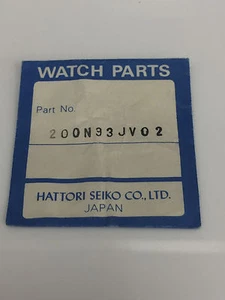 WATCH PARTS
Part No.
200N33JV02
HATTORI SEIKO CO., LTD.
JAPAN